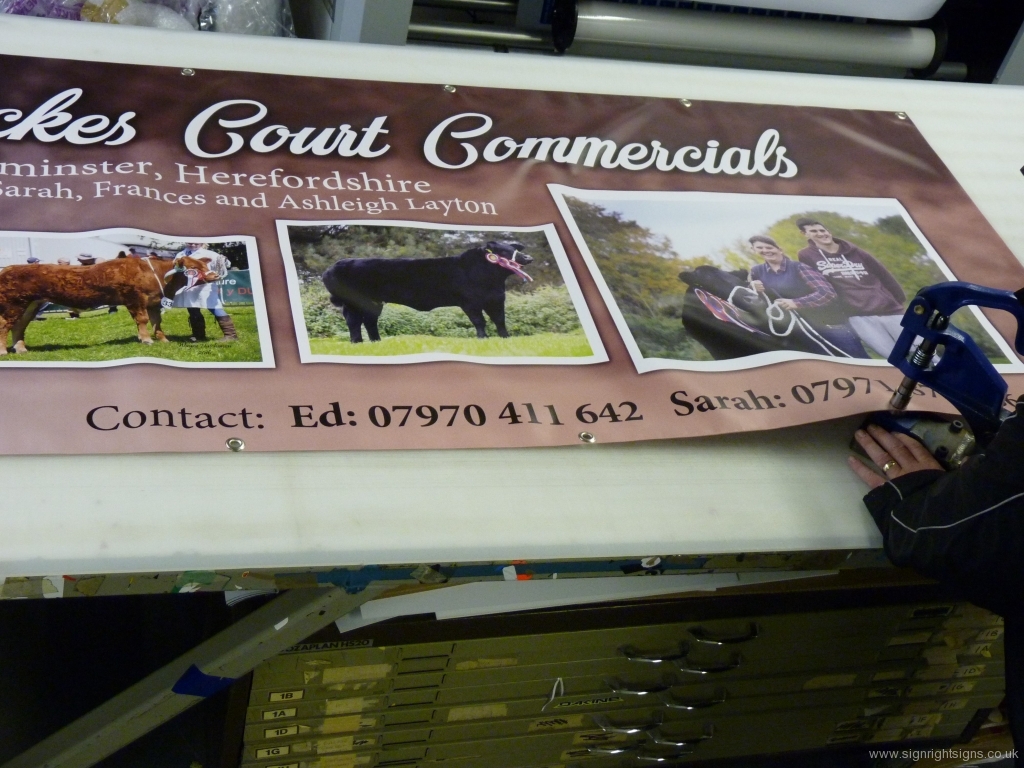 ckes Court Commercials
minster, Herefordshire
Sarah, Frances and Ashleigh Layton
Contact: Ed: 07970 411 642 Sarah: 07971
1B
1A
1D
1G
www.signrightsigns.co.uk